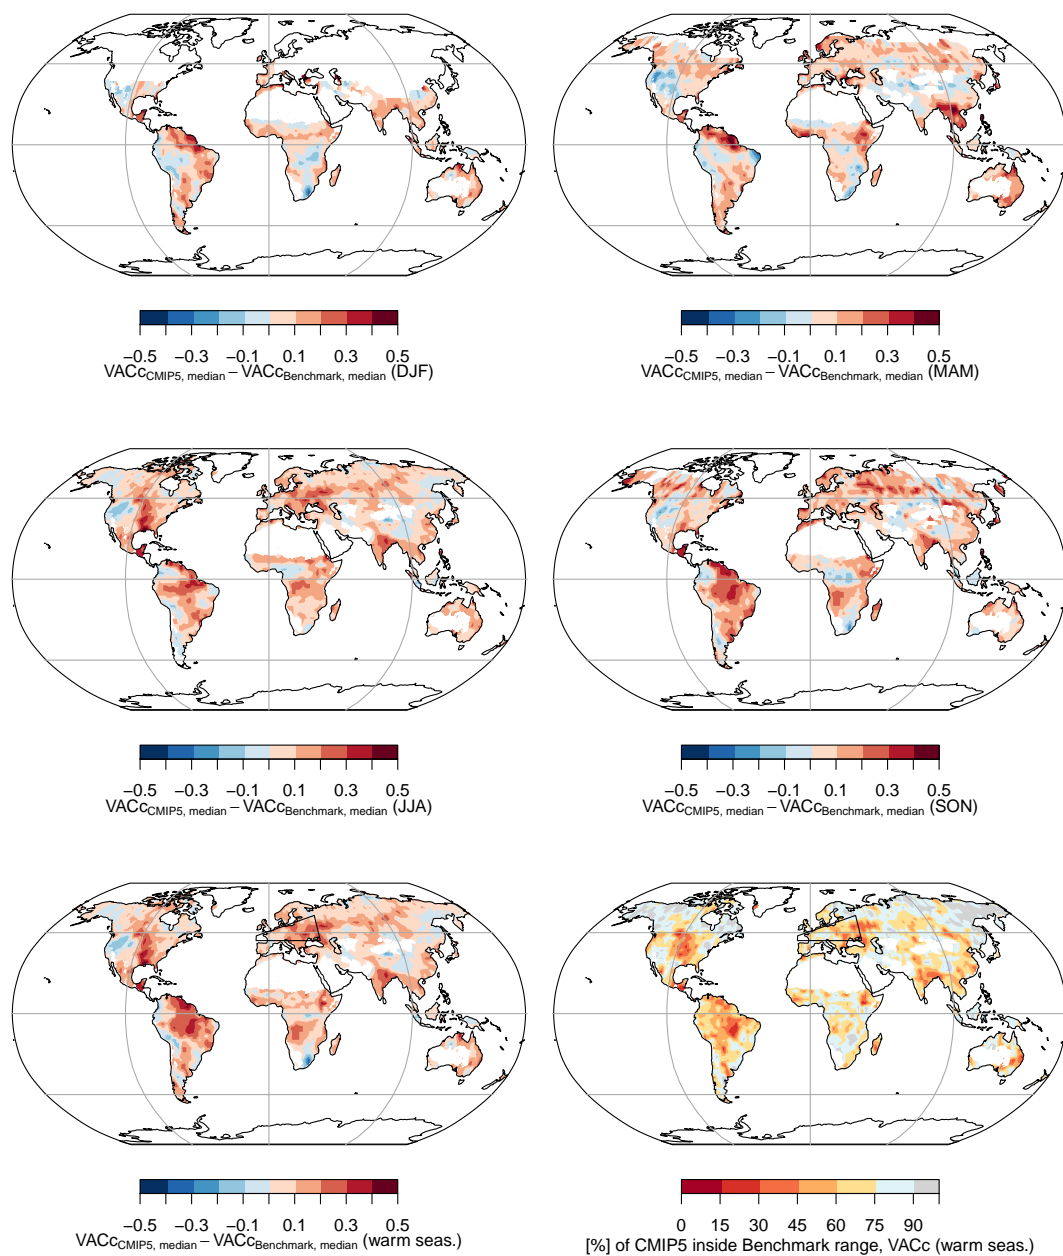 −0.5 −0.3 −0.1 0.1 0.3 0.5
VACcCMIP5, median − VACcBenchmark, median (DJF)
−0.5 −0.3 −0.1 0.1 0.3 0.5
VACcCMIP5, median − VACcBenchmark, median (MAM)
−0.5 −0.3 −0.1 0.1 0.3 0.5
VACcCMIP5, median − VACcBenchmark, median (JJA)
−0.5 −0.3 −0.1 0.1 0.3 0.5
VACcCMIP5, median − VACcBenchmark, median (SON)
−0.5 −0.3 −0.1 0.1 0.3 0.5
VACcCMIP5, median − VACcBenchmark, median (warm seas.)
0 15 30 45 60 75 90
[%] of CMIP5 inside Benchmark range, VACc (warm seas.)